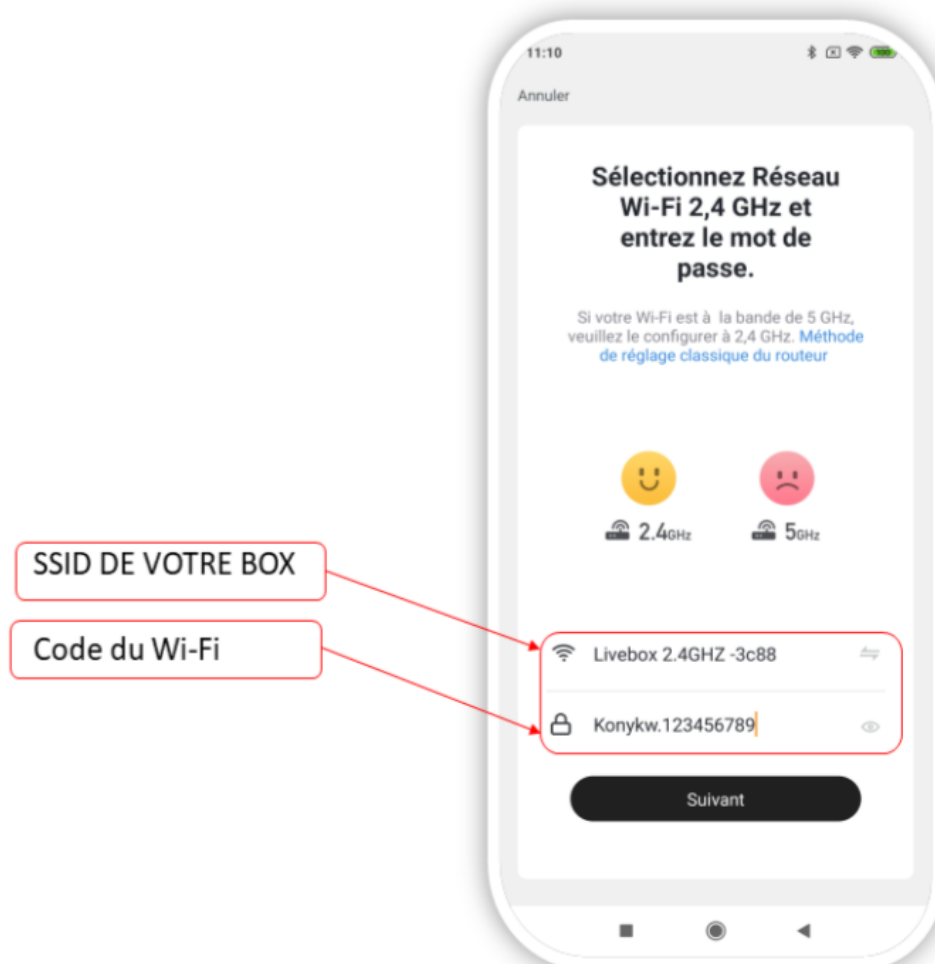 11:10
100
Annuler
Sélectionnez Réseau
Wi-Fi 2,4 GHz et
entrez le mot de
passe.
Si votre Wi-Fi est à la bande de 5 GHz,
veuillez le configurer à 2,4 GHz. Méthode
de réglage classique du routeur
2.4GHz 5GHz
SSID DE VOTRE BOX
Livebox 2.4GHZ -3c88
Code du Wi-Fi
Konykw.123456789
Suivant